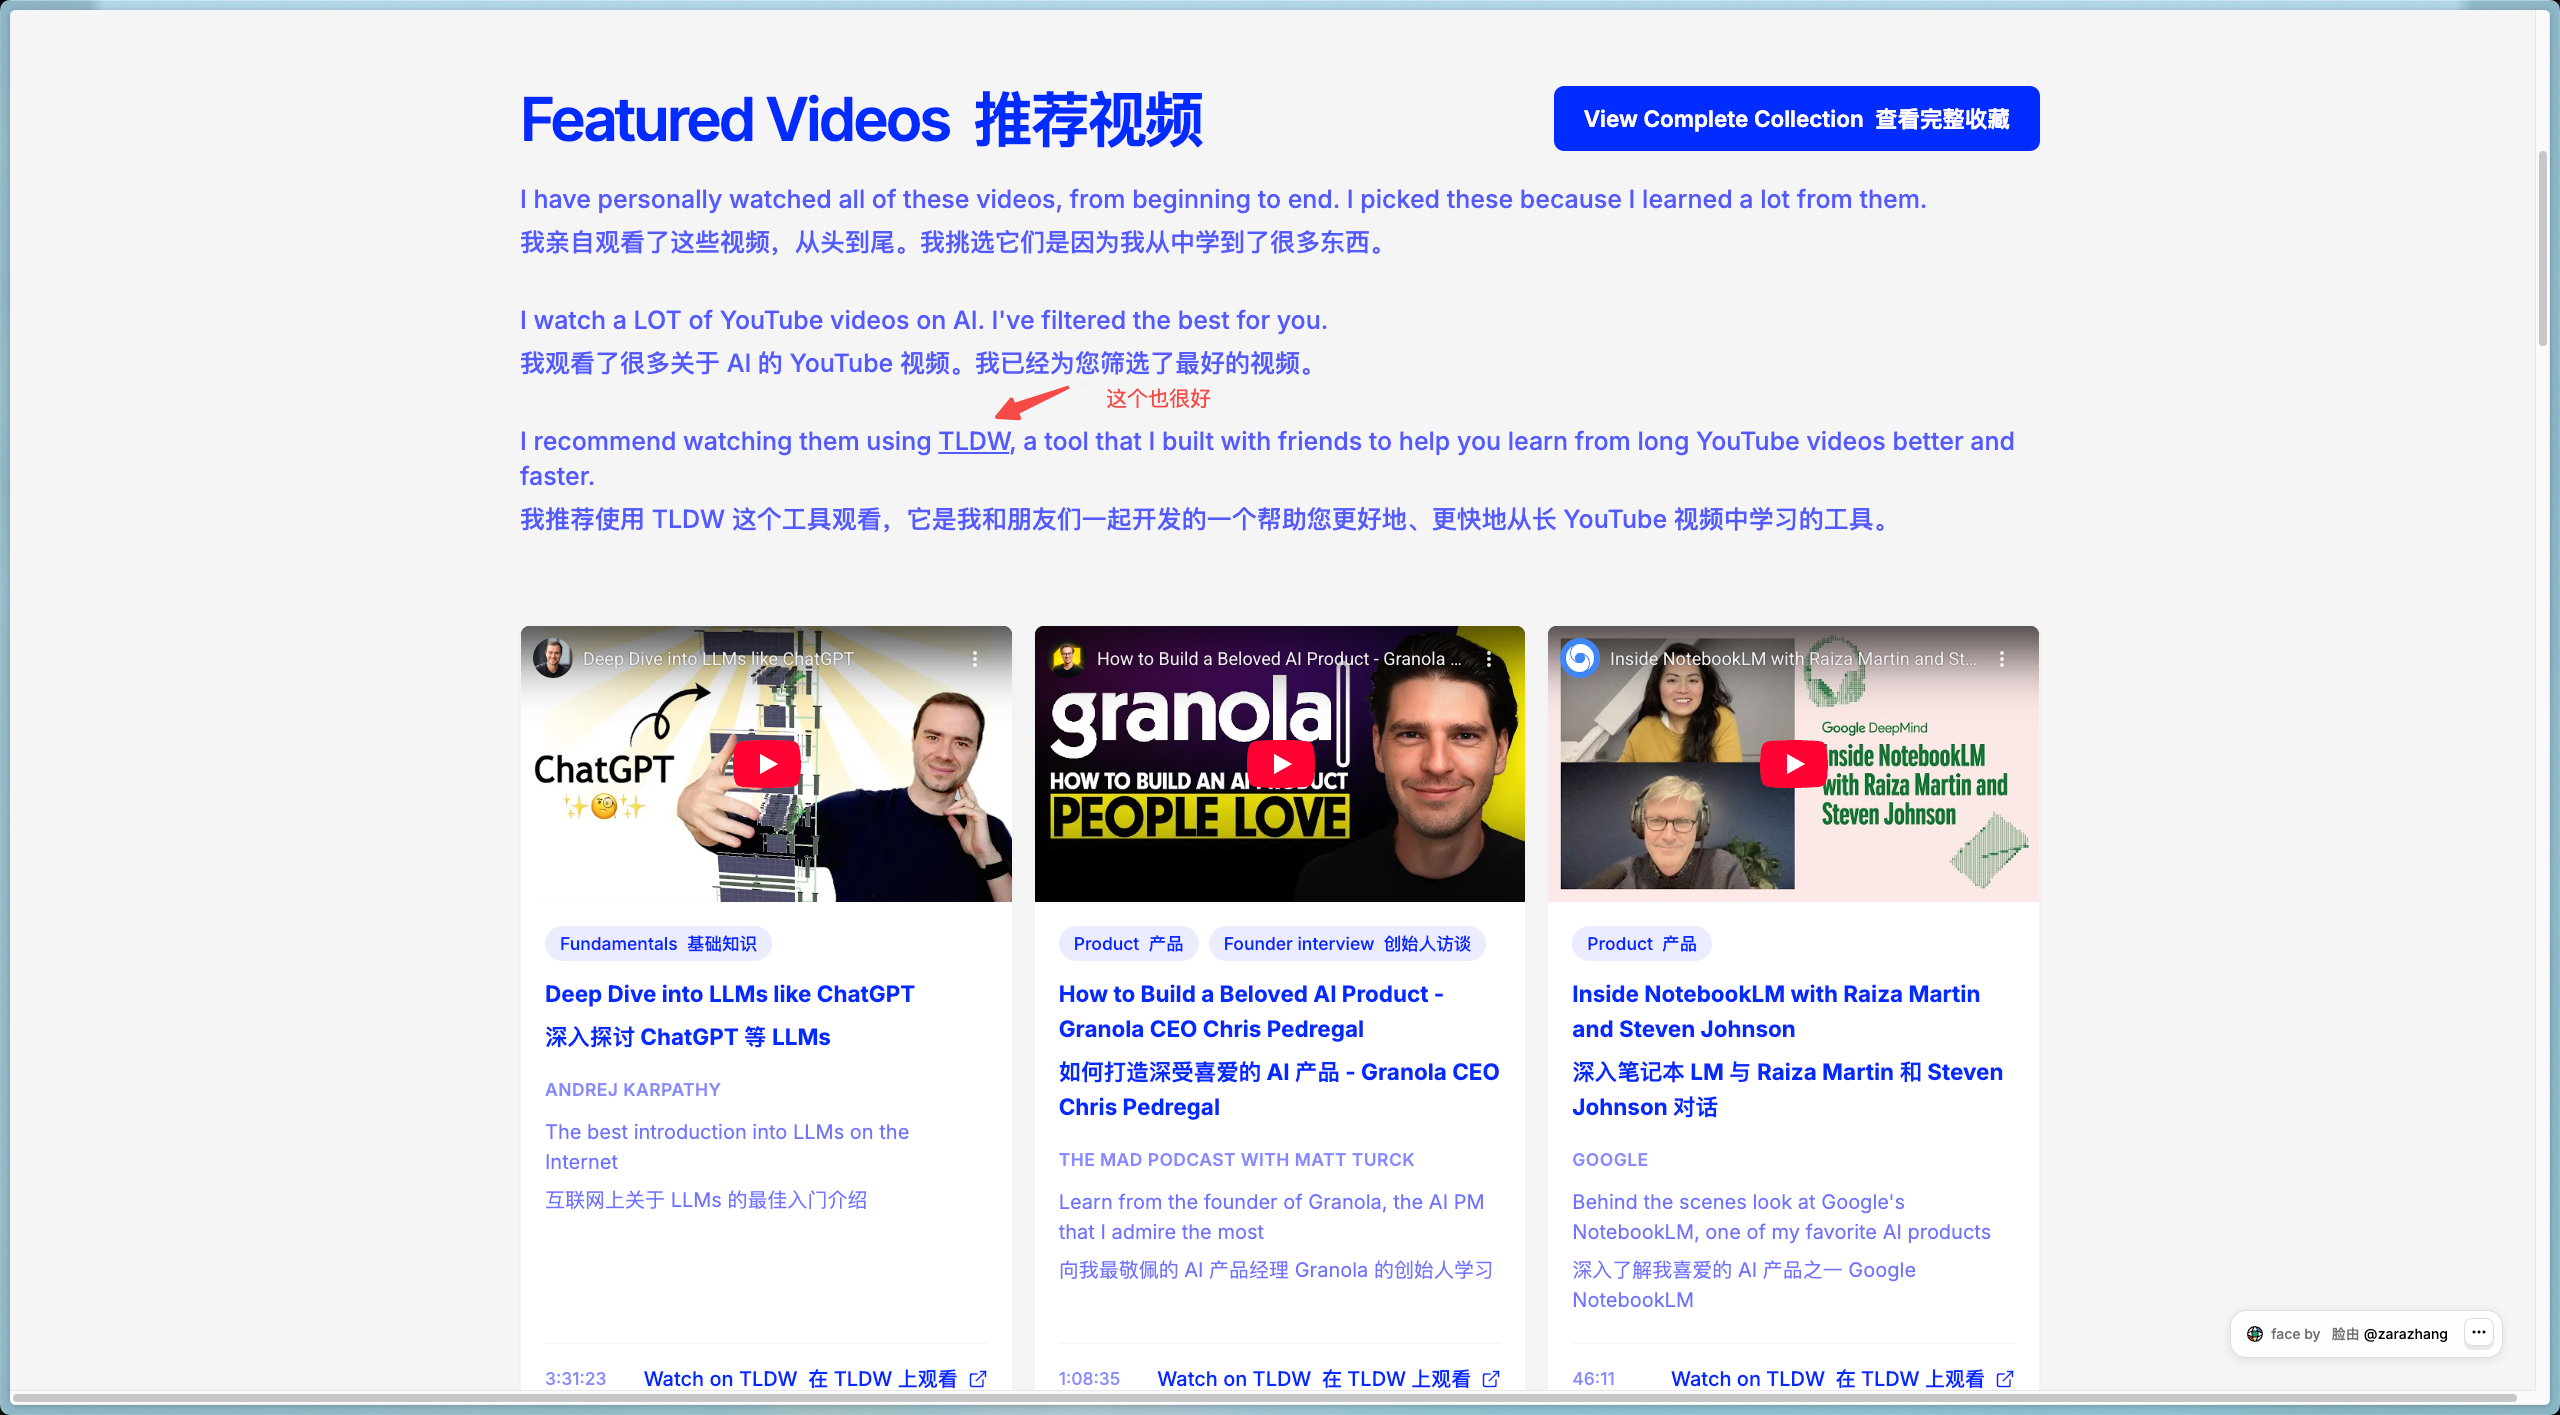 Featured Videos 推荐视频
View Complete Collection 查看完整收藏
I have personally watched all of these videos, from beginning to end. I picked these because I learned a lot from them.
我亲自观看了这些视频，从头到尾。我挑选它们是因为我从中学到了很多东西。
I watch a LOT of YouTube videos on AI. I've filtered the best for you.
我观看了很多关于 AI 的 YouTube 视频。我已经为您筛选了最好的视频。
这个也很好
I recommend watching them using TLDW, a tool that I built with friends to help you learn from long YouTube videos better and
faster.
我推荐使用 TLDW 这个工具观看，它是我和朋友们一起开发的一个帮助您更好地、更快地从长 YouTube 视频中学习的工具。
Deep Dive into LLMs like ChatGPT
ChatGPT
Fundamentals 基础知识
Deep Dive into LLMs like ChatGPT
深入探讨 ChatGPT 等 LLMs
ANDREJ KARPATHY
The best introduction into LLMs on the
Internet
互联网上关于 LLMs 的最佳入门介绍
3:31:23
Watch on TLDW 在 TLDW 上观看
How to Build a Beloved AI Product - Granola ...
granola
HOW TO BUILD AN AI PRODUCT
PEOPLE LOVE
Product 产品
Founder interview 创始人访谈
How to Build a Beloved AI Product -
Granola CEO Chris Pedregal
如何打造深受喜爱的 AI 产品 - Granola CEO
Chris Pedregal
THE MAD PODCAST WITH MATT TURCK
Learn from the founder of Granola, the AI PM
that I admire the most
向我最敬佩的 AI 产品经理 Granola 的创始人学习
1:08:35
Watch on TLDW 在 TLDW 上观看
Inside NotebookLM with Raiza Martin and St...
Google DeepMind
Inside NotebookLM
with Raiza Martin and
Steven Johnson
Product 产品
Inside NotebookLM with Raiza Martin
and Steven Johnson
深入笔记本 LM 与 Raiza Martin 和 Steven
Johnson 对话
GOOGLE
Behind the scenes look at Google's
NotebookLM, one of my favorite AI products
深入了解我喜爱的 AI 产品之一 Google
NotebookLM
46:11
Watch on TLDW 在 TLDW 上观看
face by 脸由 @zarazhang